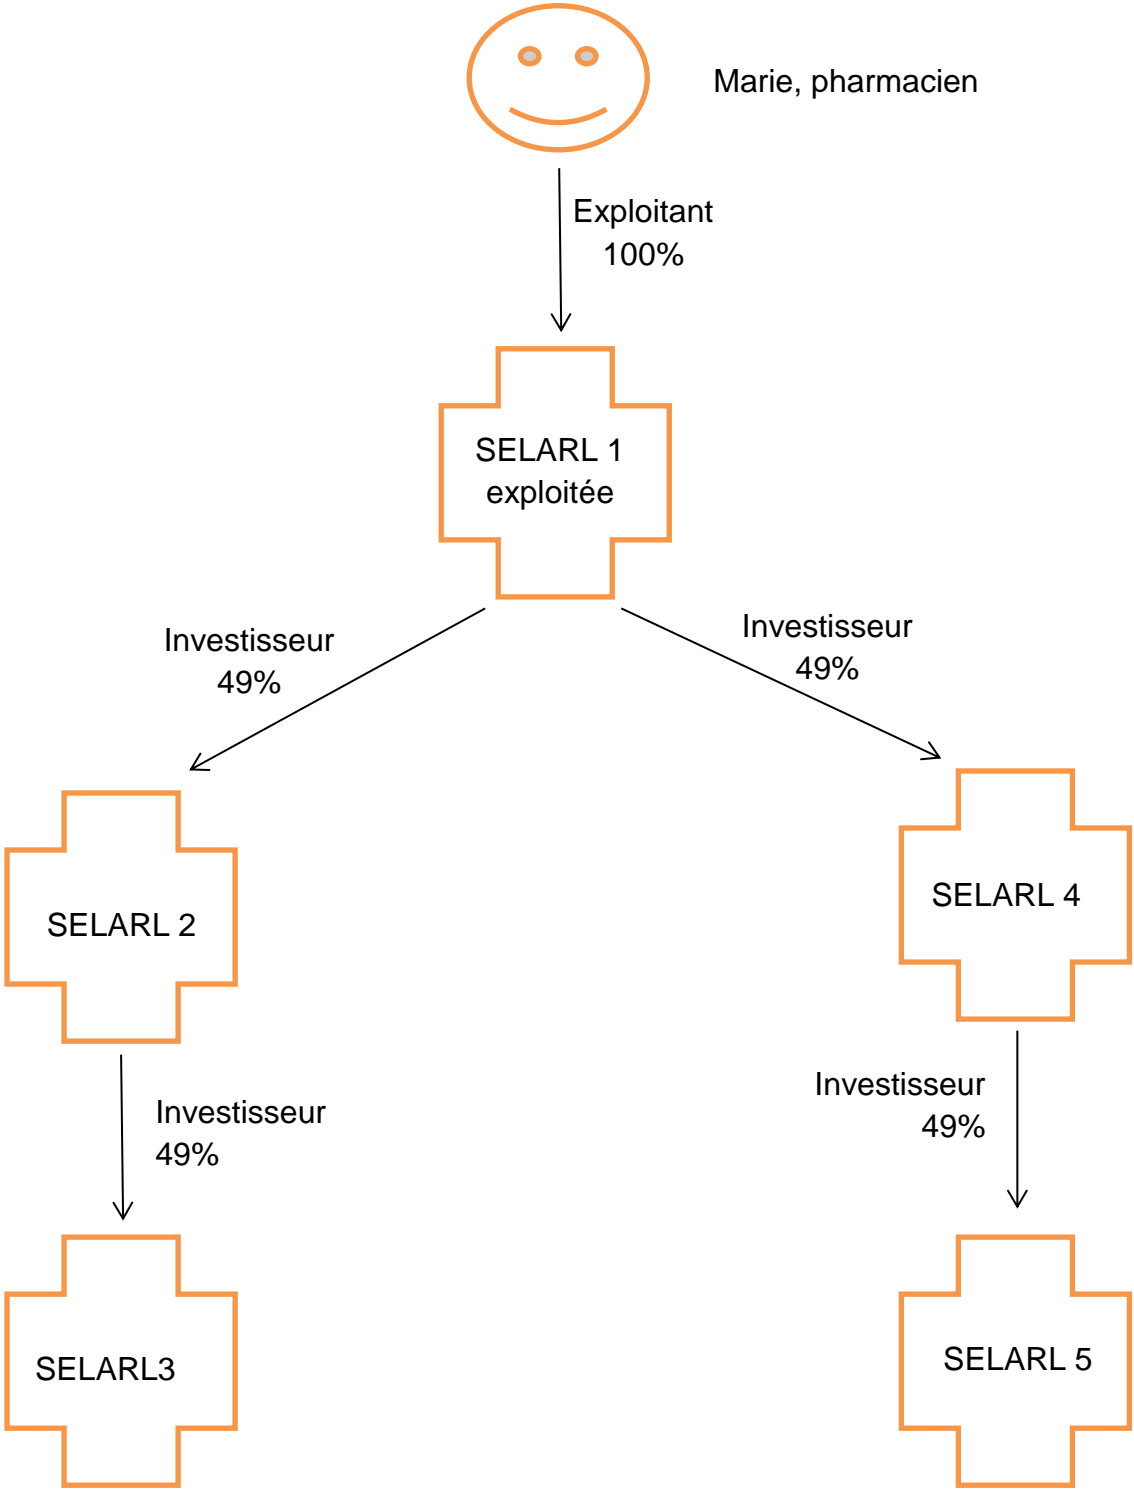 Marie, pharmacien
Exploitant
100%
SELARL 1
exploitée
Investisseur
49%
Investisseur
49%
SELARL 2
SELARL 4
Investisseur
49%
Investisseur
49%
SELARL3
SELARL 5